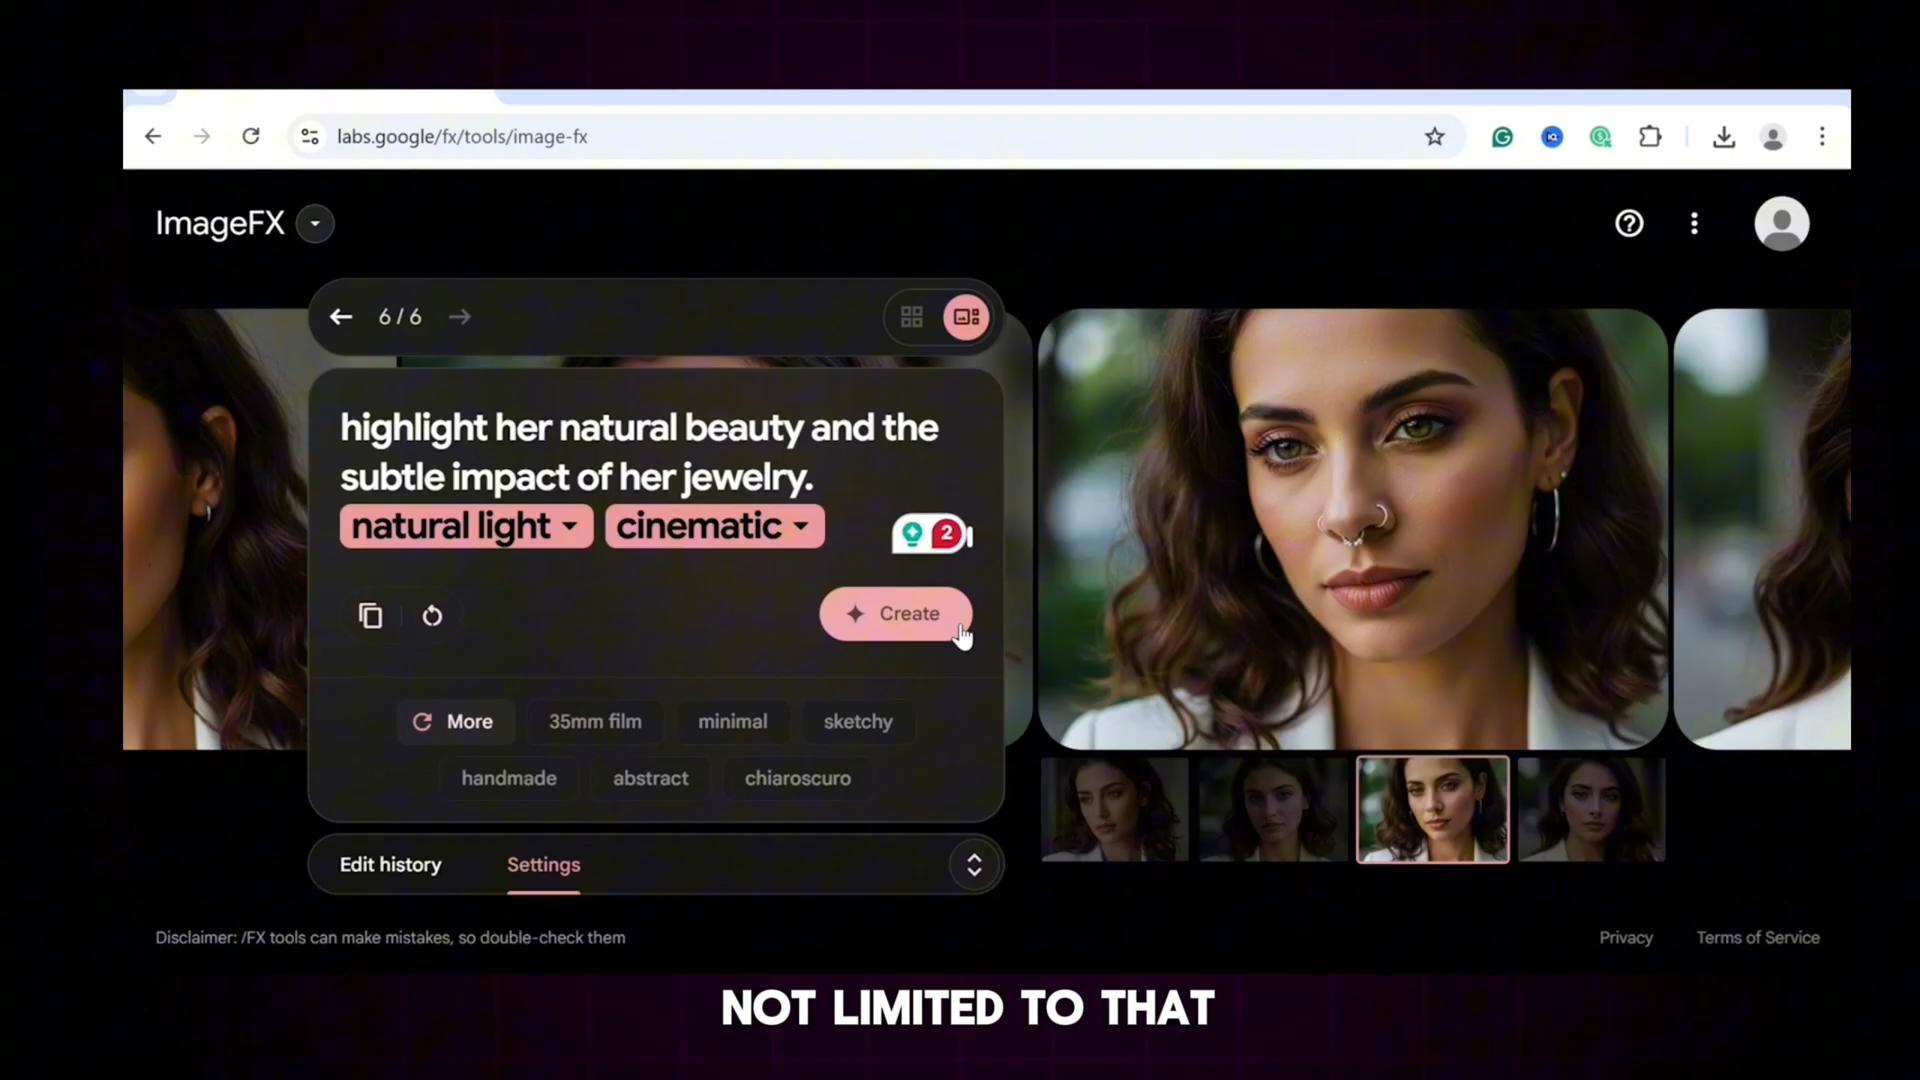 labs.google/fx/tools/image-fx
ImageFX
6 / 6
highlight her natural beauty and the
subtle impact of her jewelry.
natural light cinematic
2
Create
More 35mm film minimal sketchy
handmade abstract chiaroscuro
Edit history Settings
Disclaimer: /FX tools can make mistakes, so double-check them
Privacy Terms of Service
NOT LIMITED TO THAT